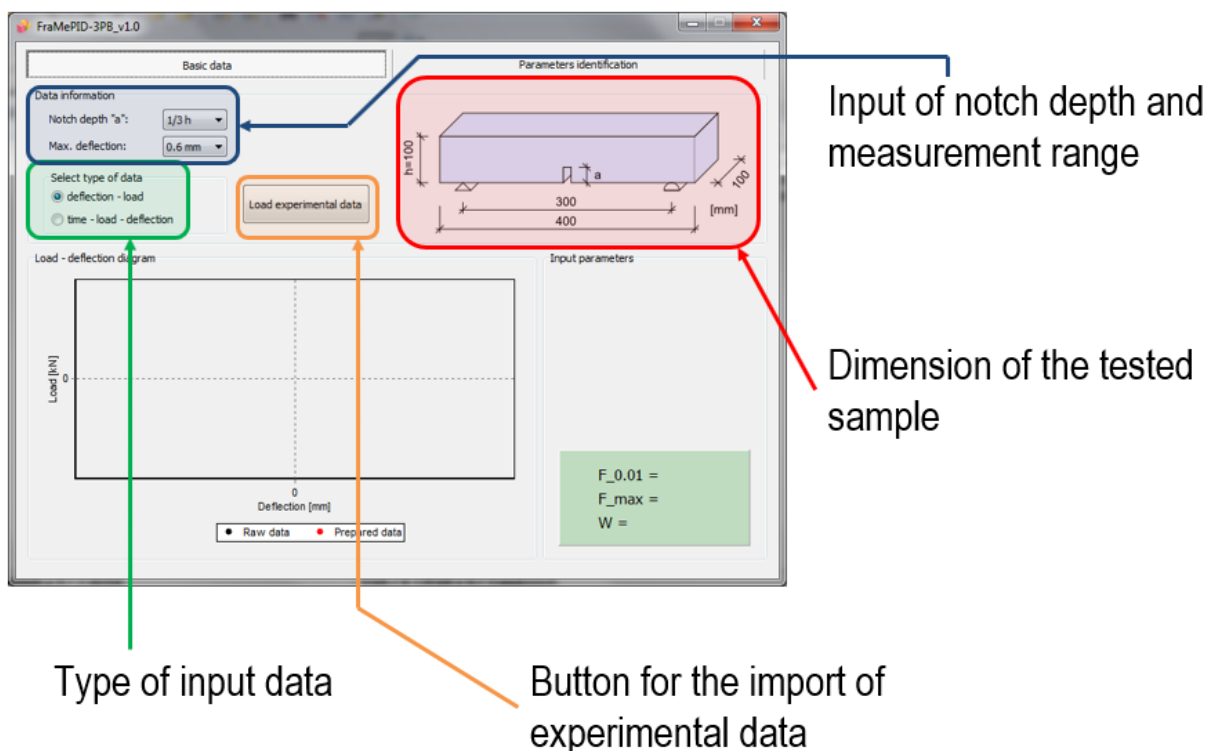 FraMePID-3PB_v1.0
Basic data
Parameters identification
Data information
Notch depth "a":
1/3 h
Max. deflection:
0.6 mm
Select type of data
deflection - load
time - load - deflection
Load experimental data
h=100
a
300
400
100
[mm]
Input of notch depth and
measurement range
Load - deflection diagram
Load [kN]
0
0
Deflection [mm]
Raw data
Prepared data
Input parameters
F_0.01 =
F_max =
W =
Dimension of the tested
sample
Type of input data
Button for the import of
experimental data